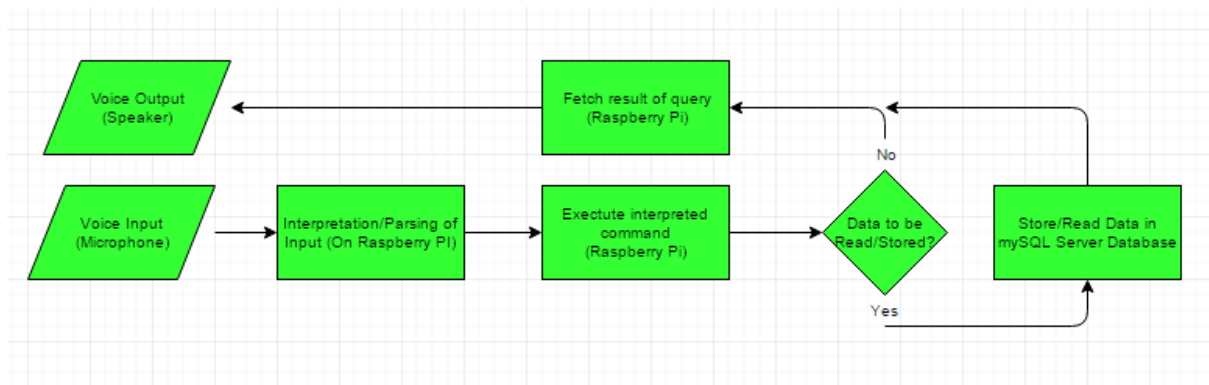 Voice Output
(Speaker)
Fetch result of query
(Raspberry Pi)
No
Voice Input
(Microphone)
Interpretation/Parsing of
Input (On Raspberry PI)
Exectute interpreted
command
(Raspberry Pi)
Data to be
Read/Stored?
Store/Read Data in
mySQL Server Database
Yes